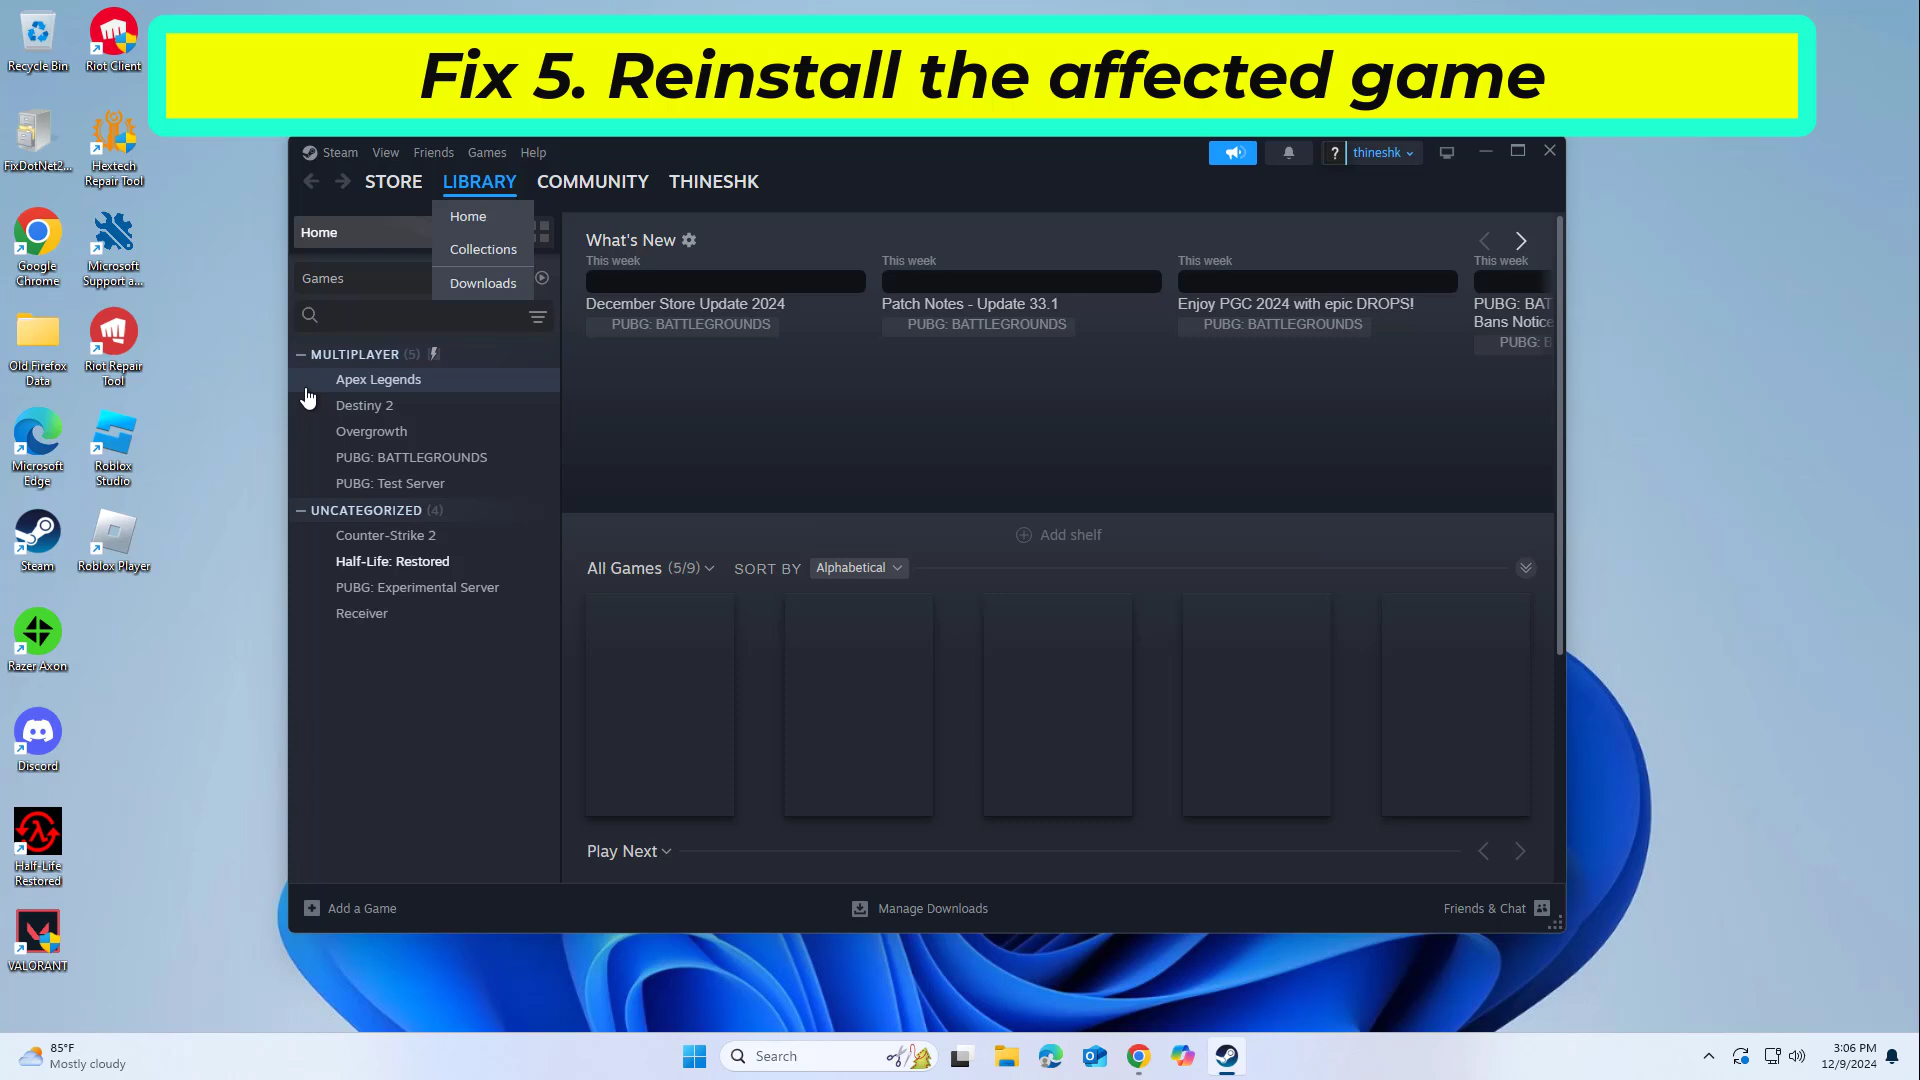 Fix 5. Reinstall the affected game
Recycle Bin
Riot Client
FixDotNet2...
Hextech
Repair Tool
Google
Chrome
Microsoft
Support a...
Old Firefox
Data
Riot Repair
Tool
Microsoft
Edge
Roblox
Studio
Steam
Roblox Player
Razer Axon
Discord
Half-Life
Restored
VALORANT
Steam View Friends Games Help
thineshk
STORE LIBRARY COMMUNITY THINESHK
Home
Collections
Downloads
Home
Games
MULTIPLAYER (5)
Apex Legends
Destiny 2
Overgrowth
PUBG: BATTLEGROUNDS
PUBG: Test Server
UNCATEGORIZED (4)
Counter-Strike 2
Half-Life: Restored
PUBG: Experimental Server
Receiver
What's New
This week
December Store Update 2024
PUBG: BATTLEGROUNDS
This week
Patch Notes - Update 33.1
PUBG: BATTLEGROUNDS
This week
Enjoy PGC 2024 with epic DROPS!
PUBG: BATTLEGROUNDS
This week
PUBG: BAT
Bans Notice
PUBG: B
Add shelf
All Games (5/9) SORT BY Alphabetical
Play Next
Add a Game
Manage Downloads
Friends & Chat
85°F
Mostly cloudy
Search
3:06 PM
12/9/2024